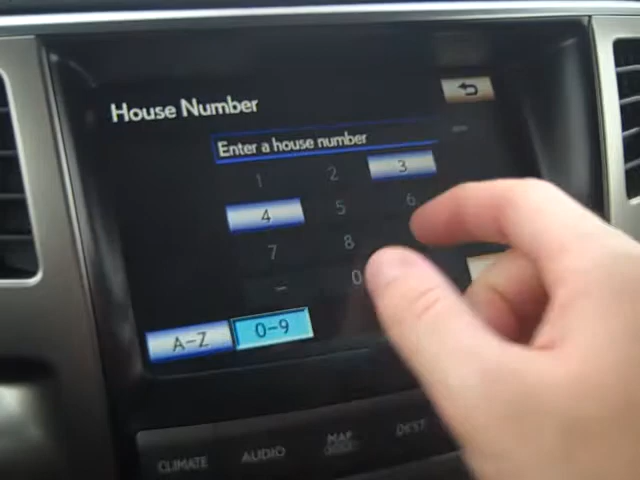 House Number
Enter a house number
1 2 3
4 5 6
7 8
- 0
A-Z 0-9
CLIMATE AUDIO MAP DEST